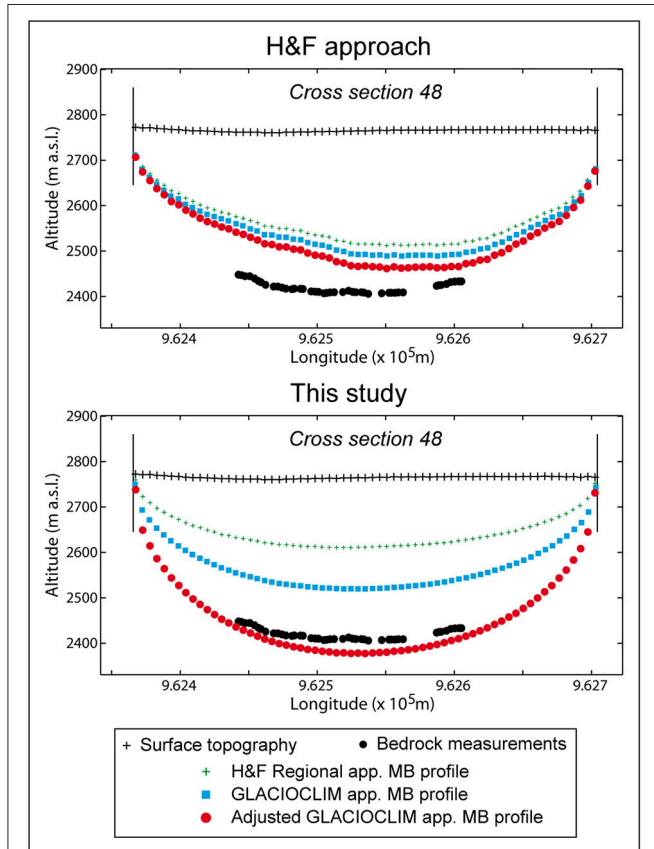 H&F approach
Cross section 48
Altitude (m a.s.l.)
2900
2800
2700
2600
2500
2400
9.624 9.625 9.626 9.627
Longitude (x 10⁵m)
This study
Cross section 48
Altitude (m a.s.l.)
2900
2800
2700
2600
2500
2400
9.624 9.625 9.626 9.627
Longitude (x 10⁵m)
Surface topography Bedrock measurements
H&F Regional app. MB profile
GLACIOCLIM app. MB profile
Adjusted GLACIOCLIM app. MB profile